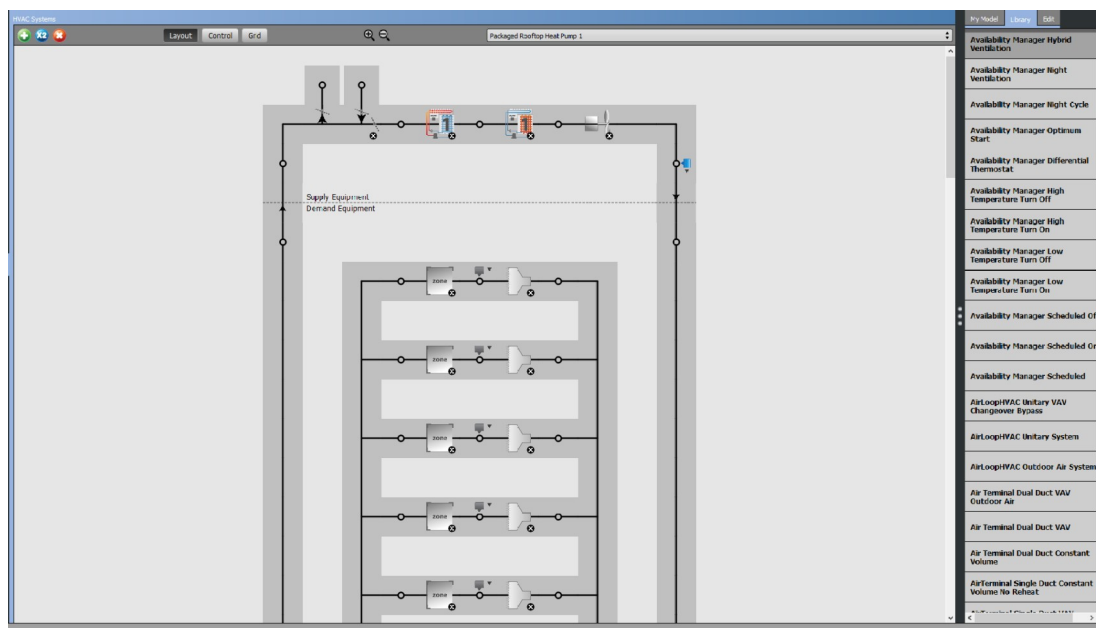 HVAC Systems
My Model Library Edit
X2
Layout Control Grid
Packaged Rooftop Heat Pump 1
Supply Equipment
Demand Equipment
zone
zone
zone
zone
zone
Availability Manager Hybrid
Ventilation
Availability Manager Night
Ventilation
Availability Manager Night Cycle
Availability Manager Optimum
Start
Availability Manager Differential
Thermostat
Availability Manager High
Temperature Turn Off
Availability Manager High
Temperature Turn On
Availability Manager Low
Temperature Turn Off
Availability Manager Low
Temperature Turn On
Availability Manager Scheduled Of
Availability Manager Scheduled On
Availability Manager Scheduled
AirLoopHVAC Unitary VAV
Changeover Bypass
AirLoopHVAC Unitary System
AirLoopHVAC Outdoor Air System
Air Terminal Dual Duct VAV
Outdoor Air
Air Terminal Dual Duct VAV
Air Terminal Dual Duct Constant
Volume
AirTerminal Single Duct Constant
Volume No Reheat